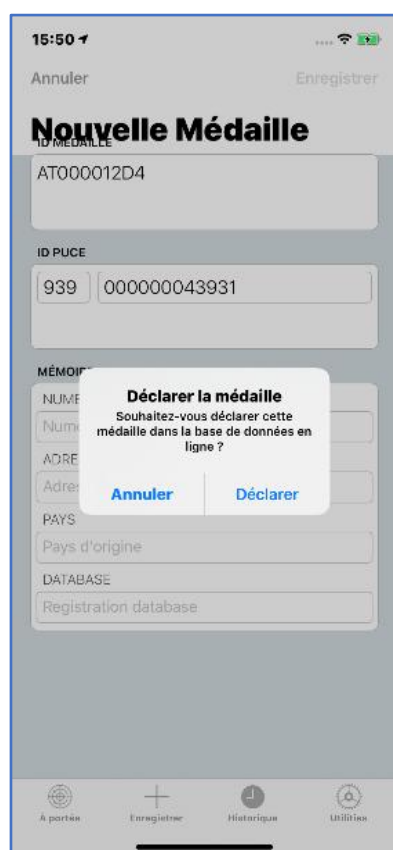 15:50
Annuler Enregistrer
Nouvelle Médaille
ID MÉDAILLE
AT000012D4
ID PUCE
939 000000043931
Déclarer la médaille
Souhaitez-vous déclarer cette
médaille dans la base de données en
ligne ?
Annuler Déclarer
PAYS
Pays d'origine
DATABASE
Registration database
A portée Enregistrer Historique Utilities